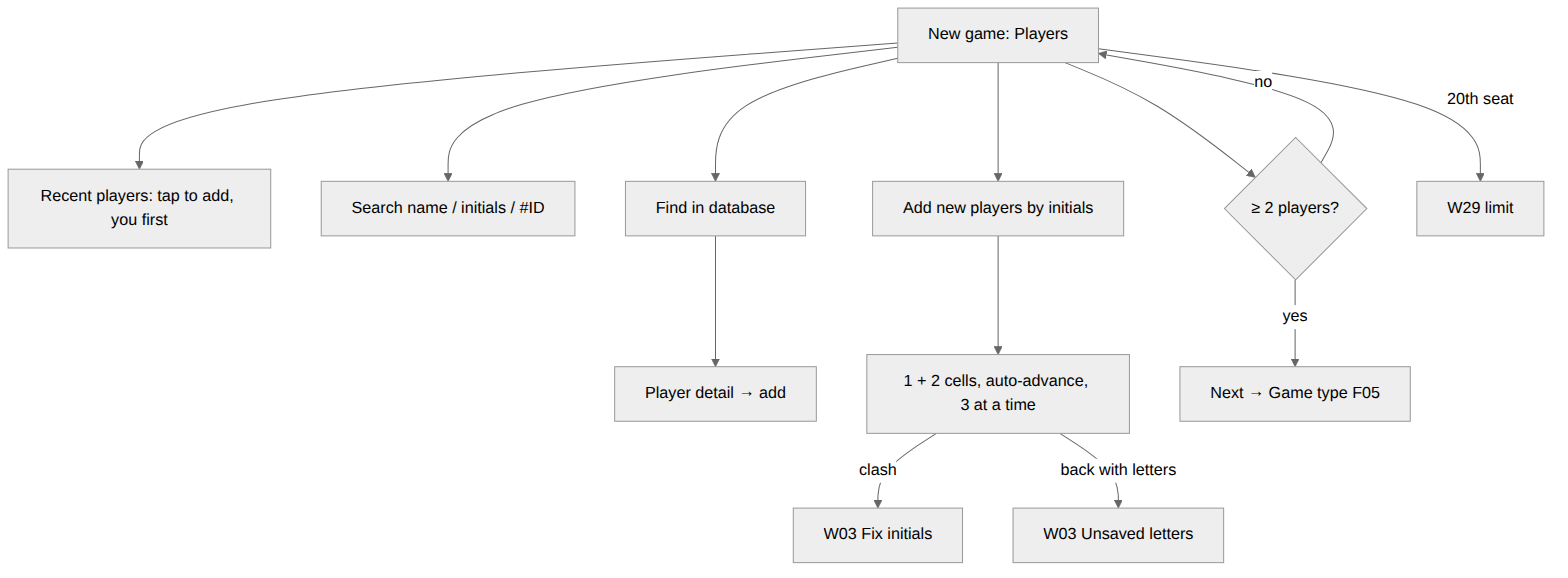 New game: Players
no
20th seat
Recent players: tap to add,
you first
Search name / initials / #ID
Find in database
Add new players by initials
≥ 2 players?
W29 limit
yes
Player detail → add
1 + 2 cells, auto-advance,
3 at a time
Next → Game type F05
clash
back with letters
W03 Fix initials
W03 Unsaved letters